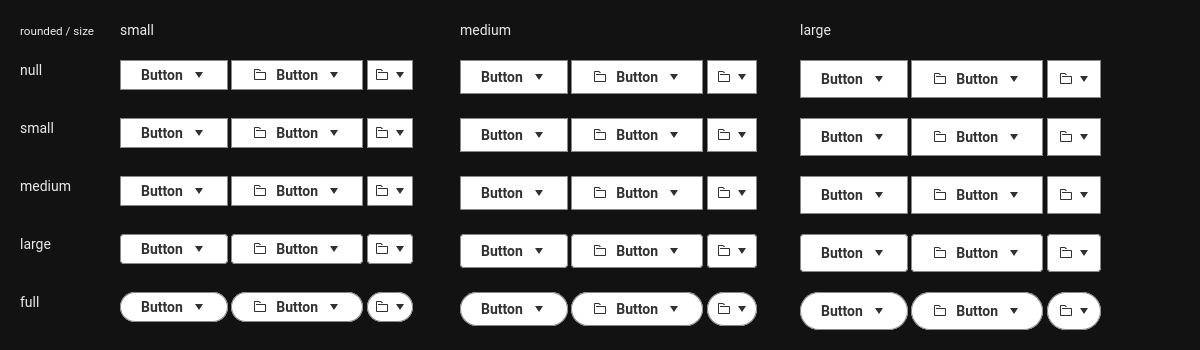 rounded / size small medium large
null Button Button Button Button Button Button
small Button Button Button Button Button Button
medium Button Button Button Button Button Button
large Button Button Button Button Button Button
full Button Button Button Button Button Button